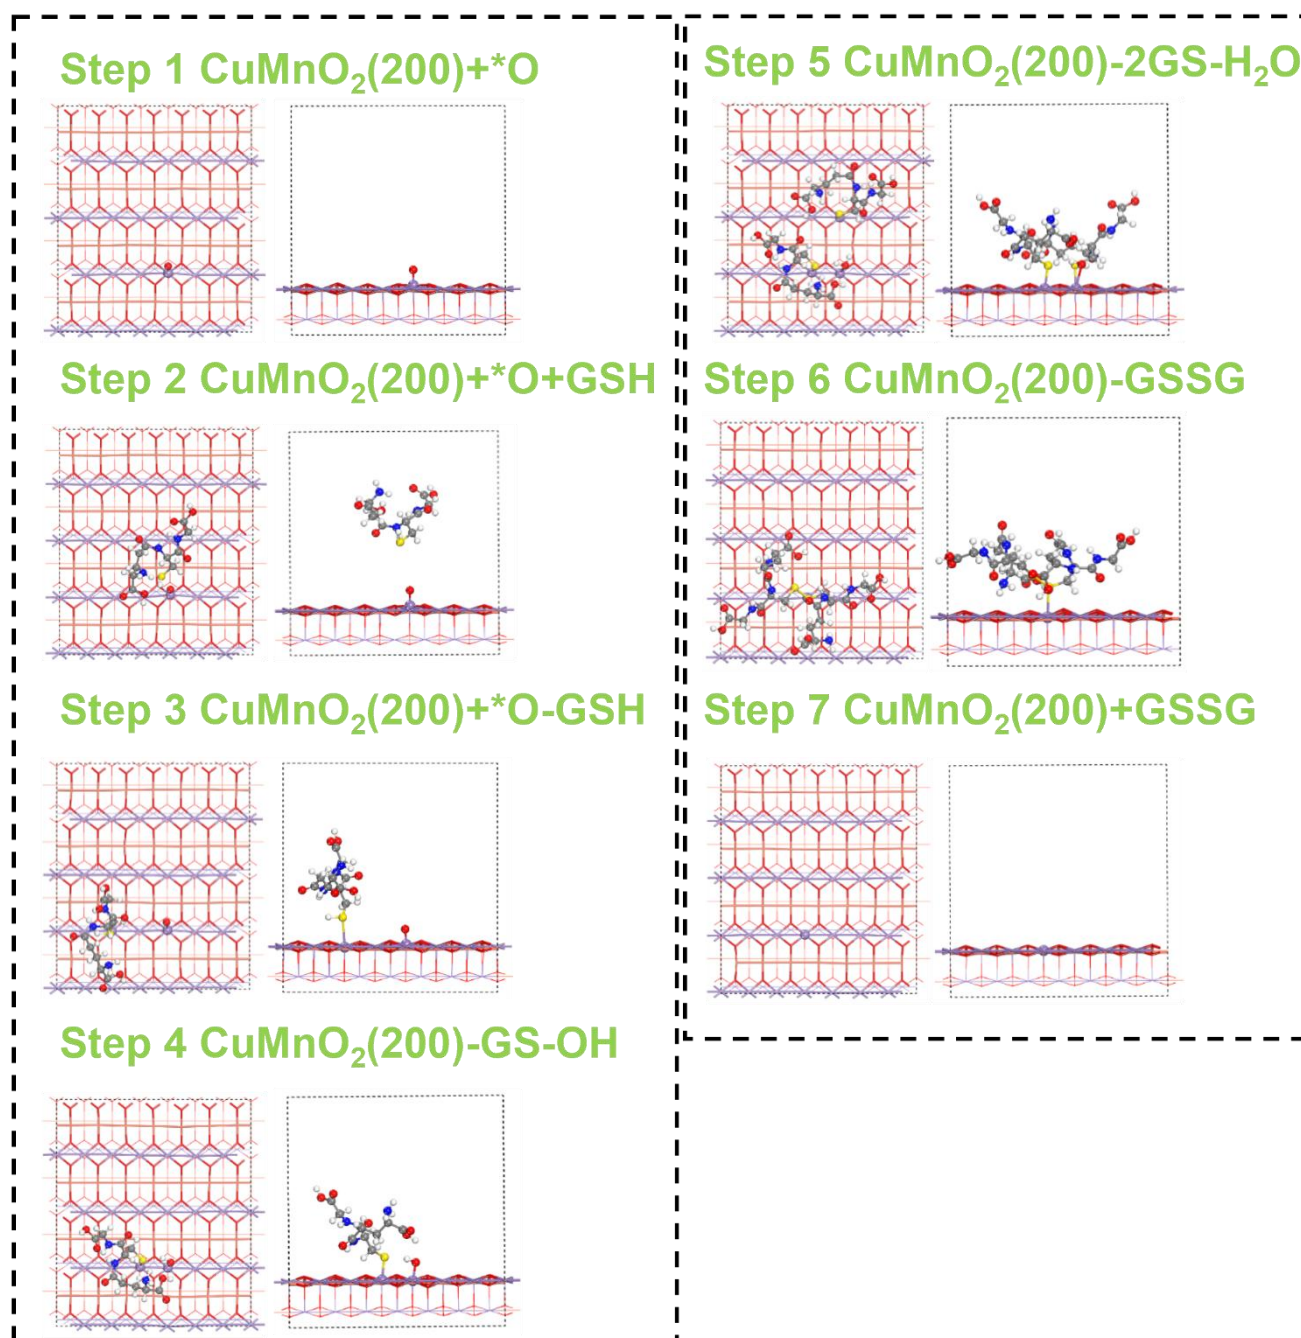 Step 1 CuMnO₂(200)+*O
Step 2 CuMnO₂(200)+*O+GSH
Step 3 CuMnO₂(200)+*O-GSH
Step 4 CuMnO₂(200)-GS-OH
Step 5 CuMnO₂(200)-2GS-H₂O
Step 6 CuMnO₂(200)-GSSG
Step 7 CuMnO₂(200)+GSSG